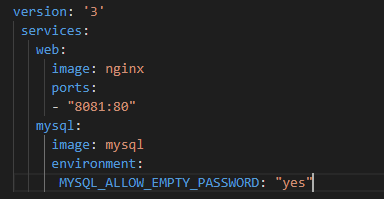 version: '3'
 services:
   web:
     image: nginx
     ports:
     - "8081:80"
   mysql:
     image: mysql
     environment:
      MYSQL_ALLOW_EMPTY_PASSWORD: "yes"